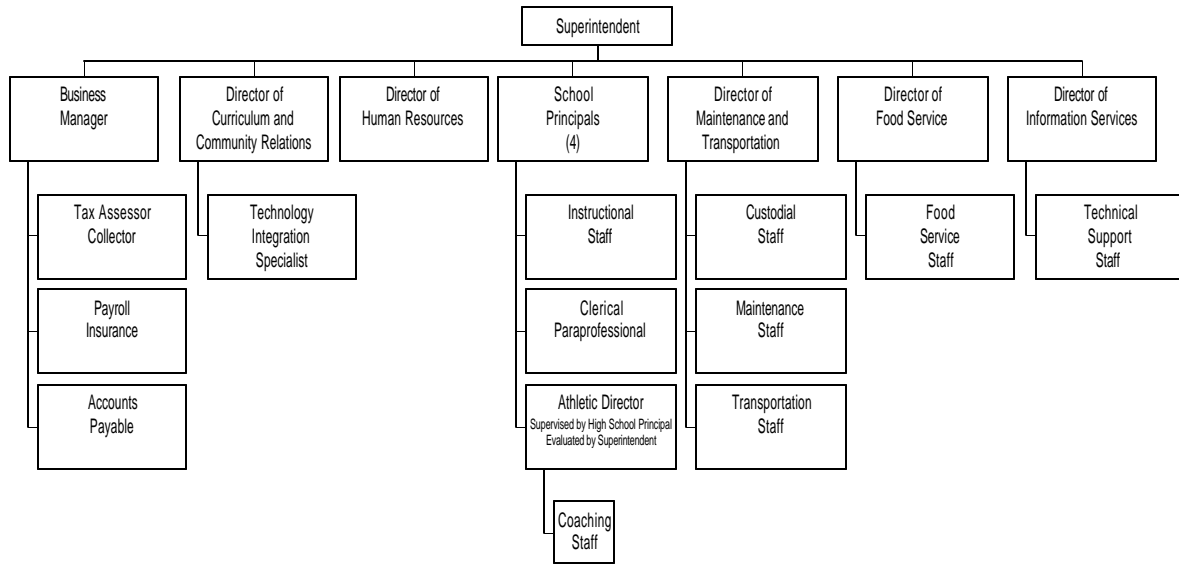 Superintendent
Business
Manager
Director of
Curriculum and
Community Relations
Director of
Human Resources
School
Principals
(4)
Director of
Maintenance and
Transportation
Director of
Food Service
Director of
Information Services
Tax Assessor
Collector
Technology
Integration
Specialist
Instructional
Staff
Custodial
Staff
Food
Service
Staff
Technical
Support
Staff
Payroll
Insurance
Clerical
Paraprofessional
Maintenance
Staff
Accounts
Payable
Athletic Director
Supervised by High School Principal
Evaluated by Superintendent
Transportation
Staff
Coaching
Staff